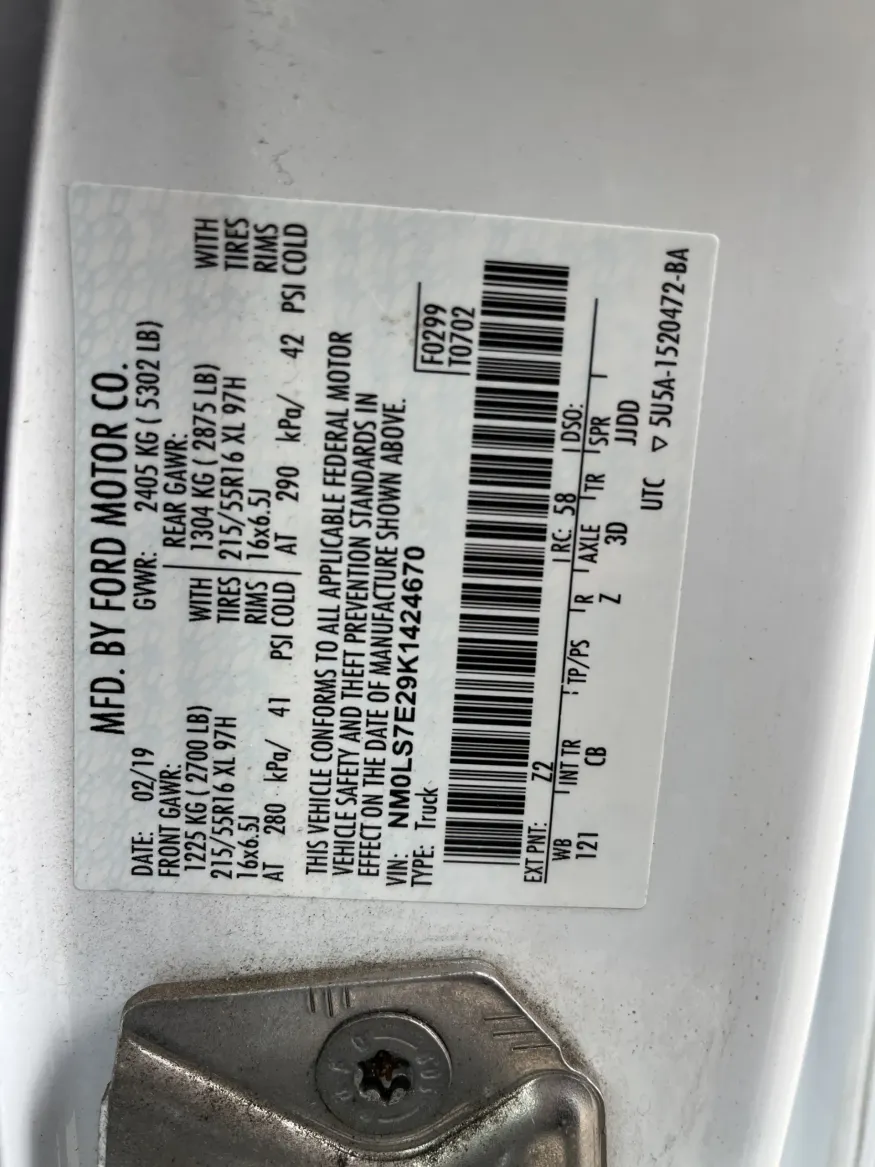 MFD. BY FORD MOTOR CO.
DATE: 02/19 GVWR: 2405 KG ( 5302 LB)
FRONT GAWR: REAR GAWR:
1225 KG ( 2700 LB) WITH 1304 KG ( 2875 LB) WITH
215/55R16 XL 97H TIRES 215/55R16 XL 97H TIRES
16x6.5J RIMS 16x6.5J RIMS
AT 280 kPa/ 41 PSI COLD AT 290 kPa/ 42 PSI COLD
THIS VEHICLE CONFORMS TO ALL APPLICABLE FEDERAL MOTOR
VEHICLE SAFETY AND THEFT PREVENTION STANDARDS IN
EFFECT ON THE DATE OF MANUFACTURE SHOWN ABOVE.
VIN: NM0LS7E29K1424670 F0299
TYPE: Truck T0702
EXT PNT: Z2 RC: 58 DSO:
WB INT TR TP/PS R AXLE TR SPR
121 CB Z 3D JJDD
UTC ▽ 5U5A-1520472-BA